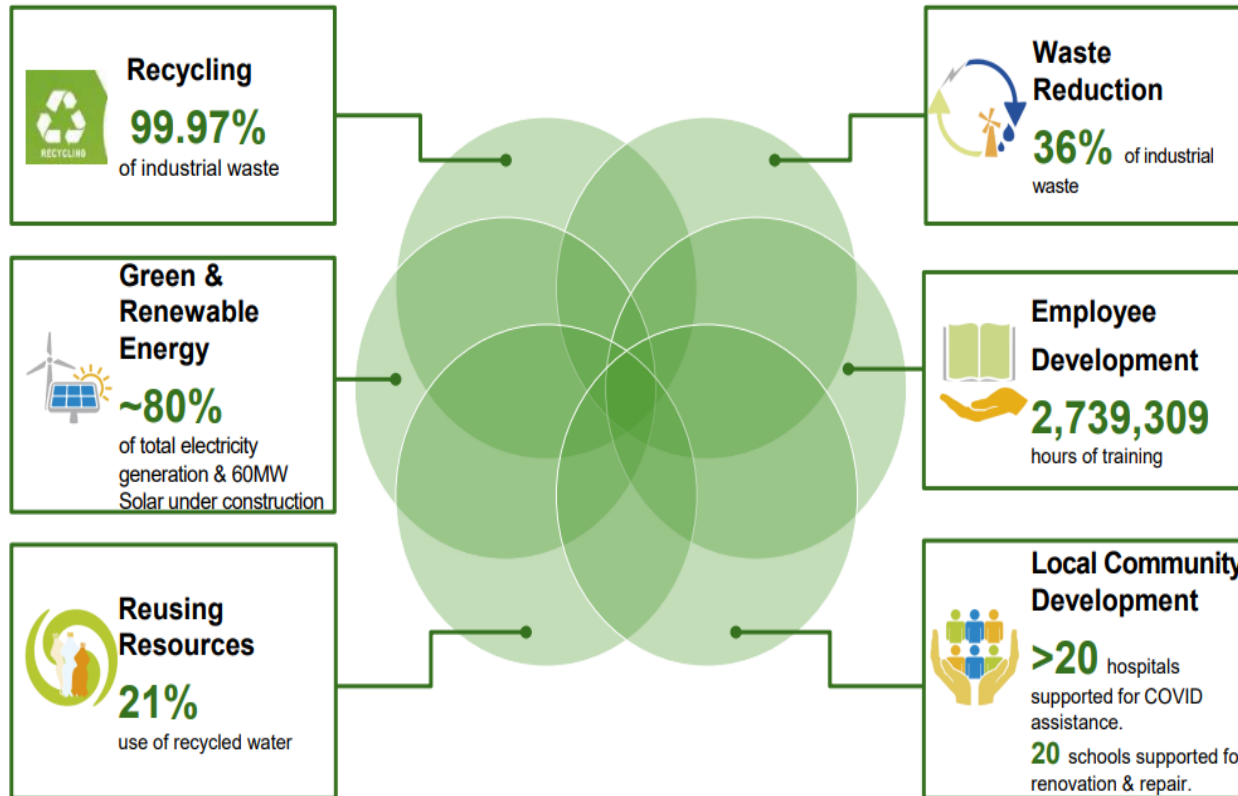 Recycling
99.97%
of industrial waste
RECYCLING
Green &
Renewable
Energy
~80%
of total electricity
generation & 60MW
Solar under construction
Reusing
Resources
21%
use of recycled water
Waste
Reduction
36% of industrial
waste
Employee
Development
2,739,309
hours of training
Local Community
Development
>20 hospitals
supported for COVID
assistance.
20 schools supported fo
renovation & repair.